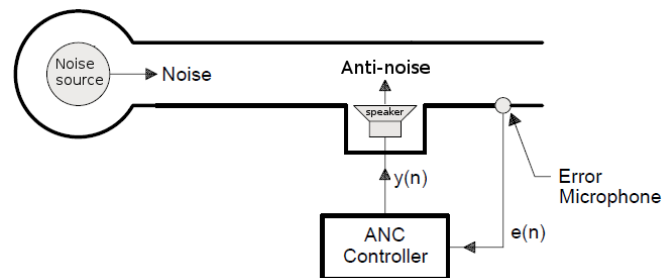 Noise
source
Noise
Anti-noise
speaker
y(n)
Error
Microphone
ANC
Controller
e(n)